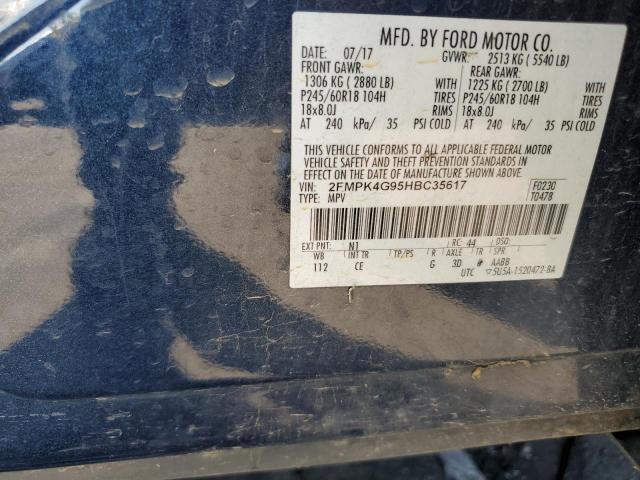 MFD. BY FORD MOTOR CO.
DATE: 07/17 GVWR: 2513 KG ( 5540 LB)
FRONT GAWR: REAR GAWR:
1306 KG ( 2880 LB) WITH 1225 KG ( 2700 LB) WITH
P245/60R18 104H TIRES P245/60R18 104H TIRES
18x8.0J RIMS 18x8.0J RIMS
AT 240 kPa/ 35 PSI COLD AT 240 kPa/ 35 PSI COLD
THIS VEHICLE CONFORMS TO ALL APPLICABLE FEDERAL MOTOR
VEHICLE SAFETY AND THEFT PREVENTION STANDARDS IN
EFFECT ON THE DATE OF MANUFACTURE SHOWN ABOVE.
VIN: 2FMPK4G95HBC35617 F0230
TYPE: MPV T0478
EXT PNT: N1 RC: 44 DSO:
WB INT TR TP/PS R AXLE TR SPR
112 CE G 3D AABB
UTC 5U5A-1520472-BA